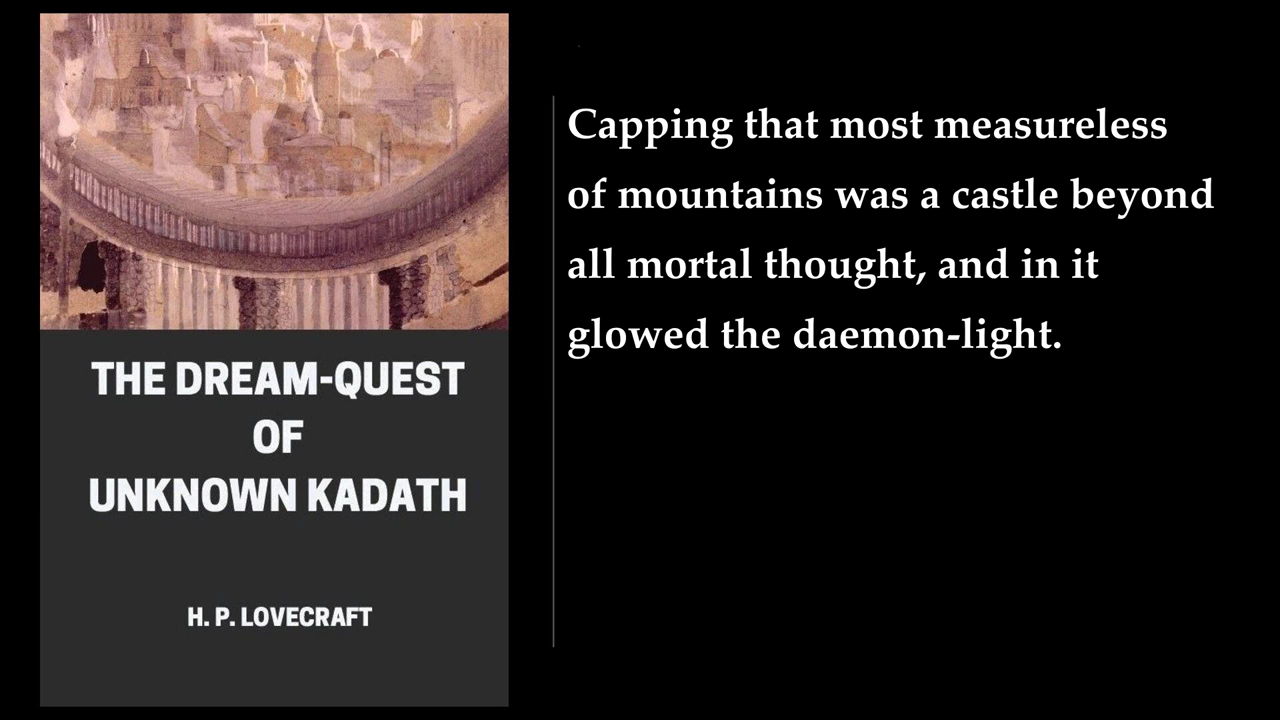 THE DREAM-QUEST
OF
UNKNOWN KADATH
H. P. LOVECRAFT
Capping that most measureless
of mountains was a castle beyond
all mortal thought, and in it
glowed the daemon-light.